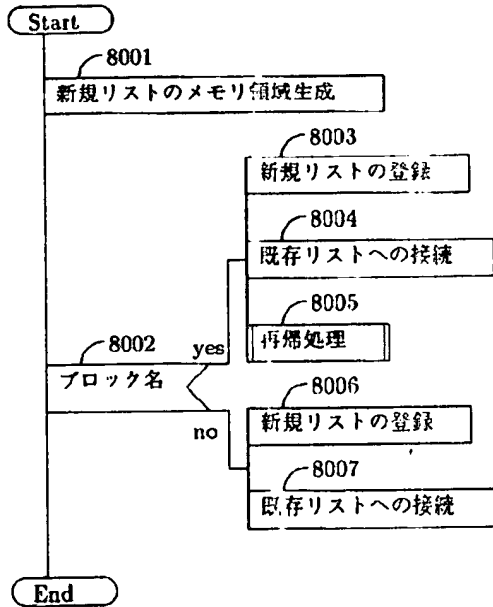 Start
8001
新規リストのメモリ領域生成
8003
新規リストの登録
8004
既存リストへの接続
8005
再帰処理
8002
yes
ブロック名
no
8006
新規リストの登録
8007
既存リストへの接続
End